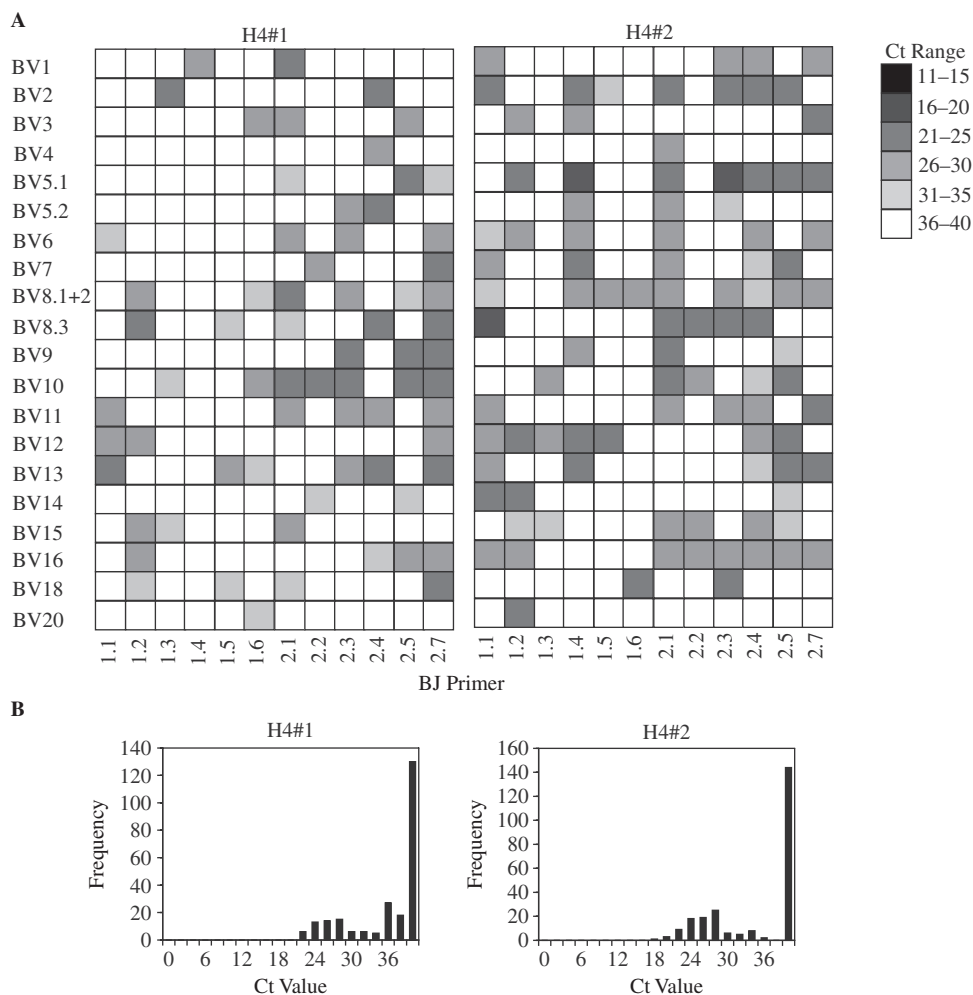 A
H4#1
H4#2
Ct Range
11–15
16–20
21–25
26–30
31–35
36–40
BV1
BV2
BV3
BV4
BV5.1
BV5.2
BV6
BV7
BV8.1+2
BV8.3
BV9
BV10
BV11
BV12
BV13
BV14
BV15
BV16
BV18
BV20
1.1 1.2 1.3 1.4 1.5 1.6 2.1 2.2 2.3 2.4 2.5 2.7
1.1 1.2 1.3 1.4 1.5 1.6 2.1 2.2 2.3 2.4 2.5 2.7
BJ Primer
B
H4#1
140
120
100
80
60
40
20
0
Frequency
0 6 12 18 24 30 36
Ct Value
H4#2
160
140
120
100
80
60
40
20
0
Frequency
0 6 12 18 24 30 36
Ct Value